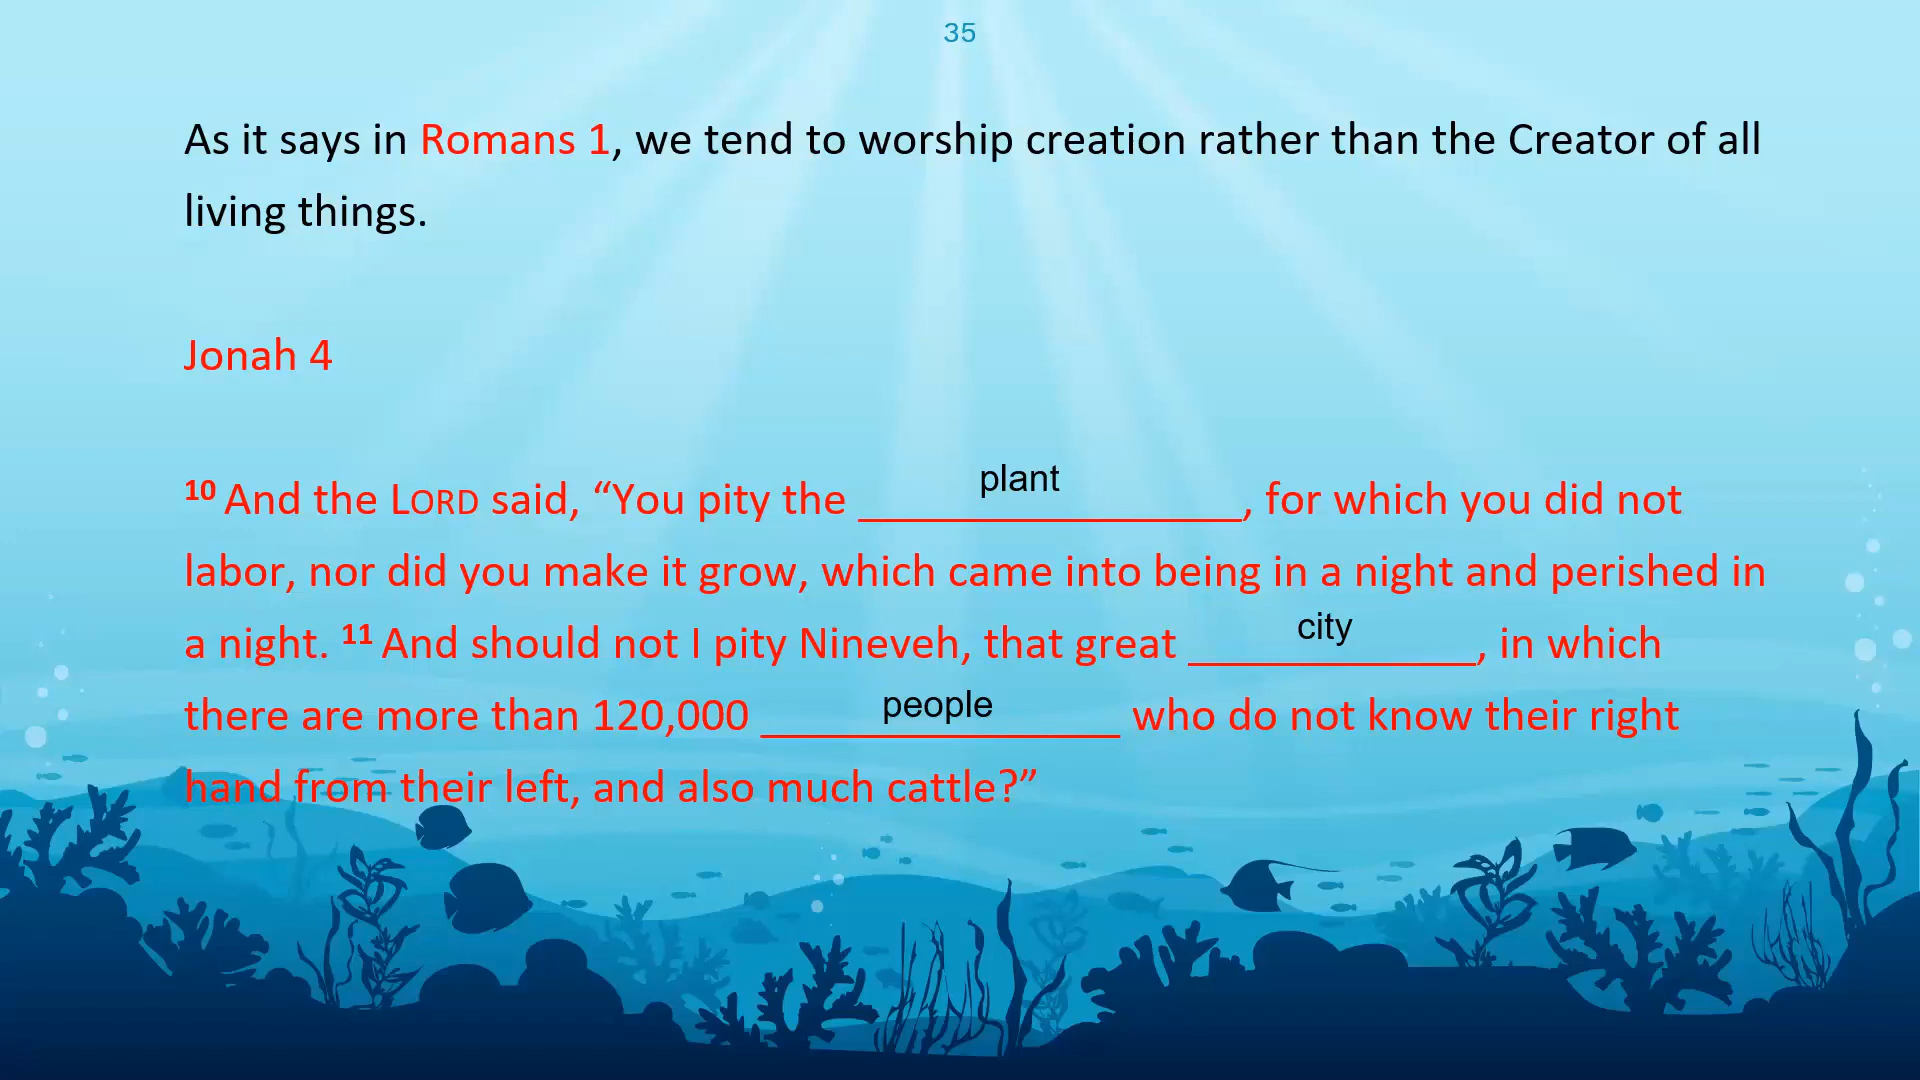 35
As it says in Romans 1, we tend to worship creation rather than the Creator of all
living things.
Jonah 4
10 And the LORD said, “You pity the plant, for which you did not
labor, nor did you make it grow, which came into being in a night and perished in
a night. 11 And should not I pity Nineveh, that great city, in which
there are more than 120,000 people who do not know their right
hand from their left, and also much cattle?”